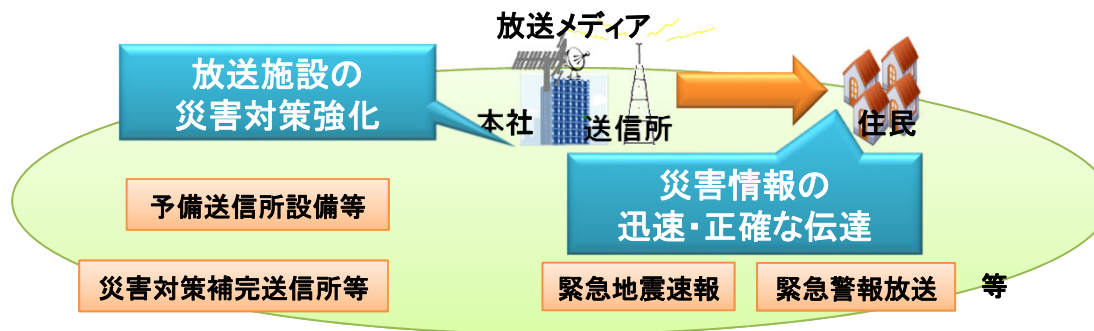 放送メディア
放送施設の
災害対策強化
本社
送信所
住民
災害情報の
迅速・正確な伝達
予備送信所設備等
災害対策補完送信所等
緊急地震速報
緊急警報放送
等